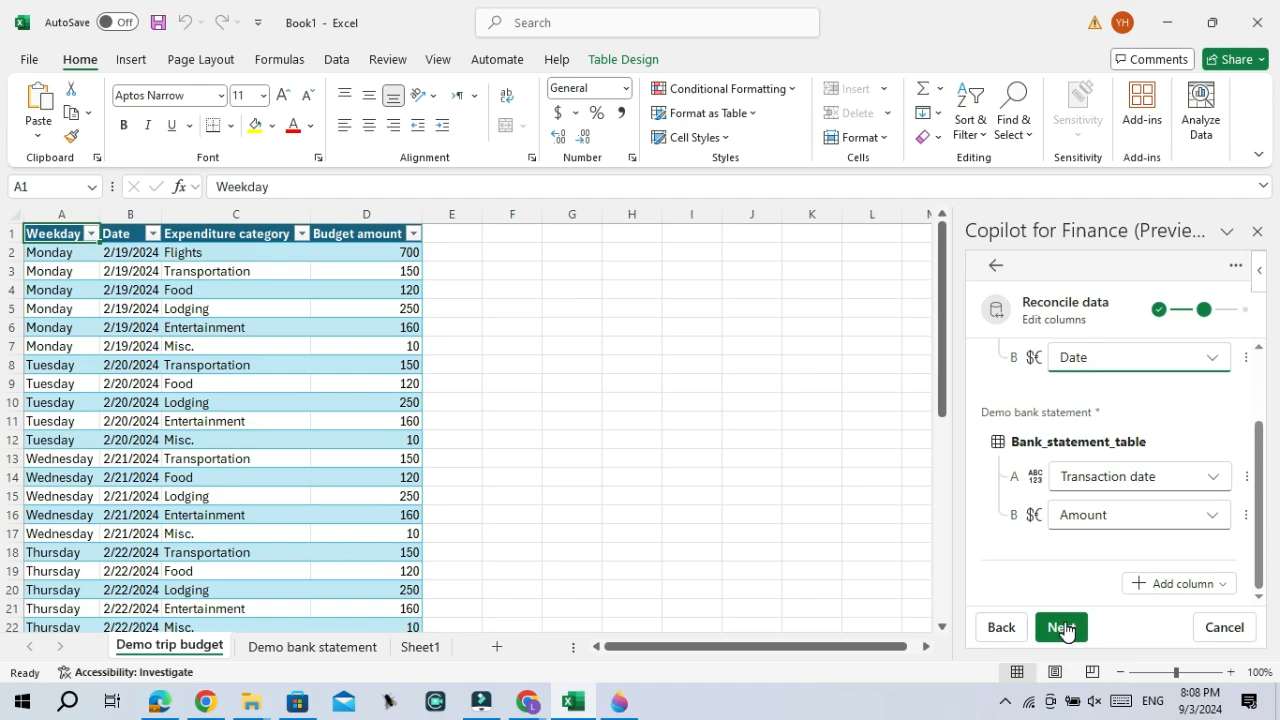 AutoSave Off Book1 - Excel Search YH
File Home Insert Page Layout Formulas Data Review View Automate Help Table Design Comments Share
Paste Aptos Narrow 11 A^ Aˇ B I U A ab General $ % , Conditional Formatting Format as Table Cell Styles Insert Delete Format Sort & Filter Find & Select Sensitivity Add-ins Analyze Data
Clipboard Font Alignment Number Styles Cells Editing Sensitivity Add-ins
A1 fx Weekday
A B C D E F G H I J K L
1 Weekday Date Expenditure category Budget amount
2 Monday 2/19/2024 Flights 700
3 Monday 2/19/2024 Transportation 150
4 Monday 2/19/2024 Food 120
5 Monday 2/19/2024 Lodging 250
6 Monday 2/19/2024 Entertainment 160
7 Monday 2/19/2024 Misc. 10
8 Tuesday 2/20/2024 Transportation 150
9 Tuesday 2/20/2024 Food 120
10 Tuesday 2/20/2024 Lodging 250
11 Tuesday 2/20/2024 Entertainment 160
12 Tuesday 2/20/2024 Misc. 10
13 Wednesday 2/21/2024 Transportation 150
14 Wednesday 2/21/2024 Food 120
15 Wednesday 2/21/2024 Lodging 250
16 Wednesday 2/21/2024 Entertainment 160
17 Wednesday 2/21/2024 Misc. 10
18 Thursday 2/22/2024 Transportation 150
19 Thursday 2/22/2024 Food 120
20 Thursday 2/22/2024 Lodging 250
21 Thursday 2/22/2024 Entertainment 160
22 Thursday 2/22/2024 Misc. 10
Copilot for Finance (Previe...
Reconcile data
Edit columns
B $€ Date
Demo bank statement *
Bank_statement_table
A ABC 123 Transaction date
B $€ Amount
Add column
Back Next Cancel
Demo trip budget Demo bank statement Sheet1
Ready Accessibility: Investigate 100%
ENG 8:08 PM
9/3/2024